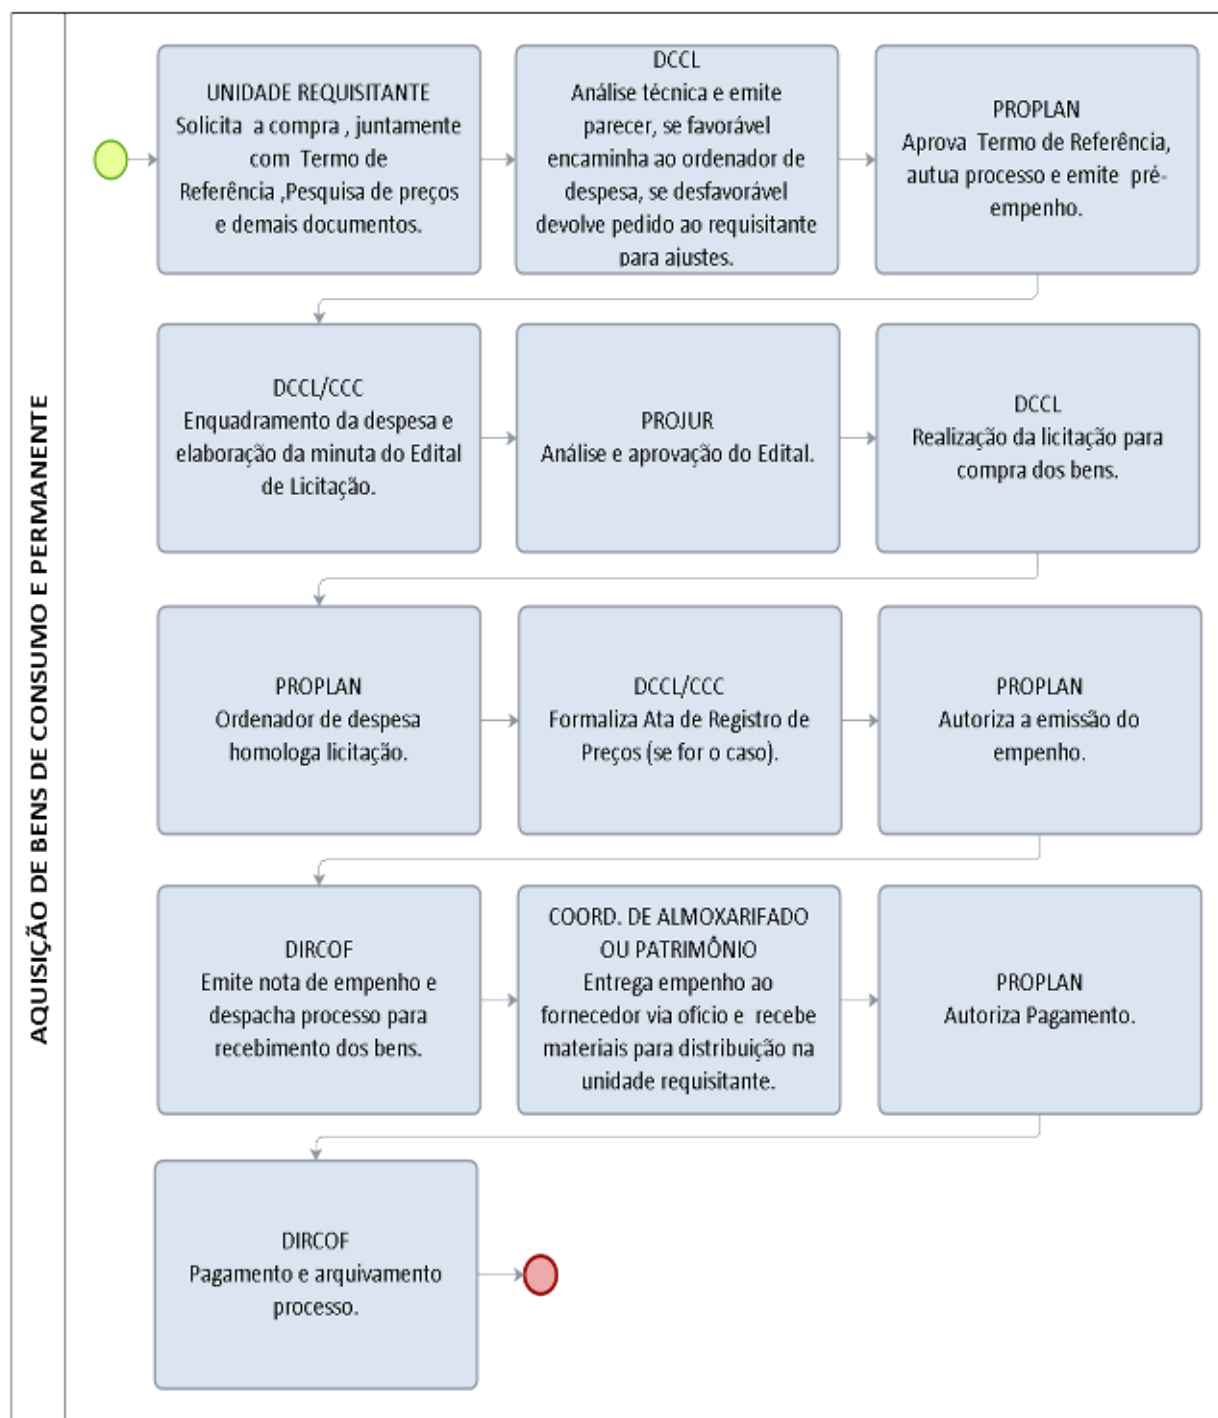 AQUISIÇÃO DE BENS DE CONSUMO E PERMANENTE
UNIDADE REQUISITANTE
Solicita a compra , juntamente
com Termo de
Referência ,Pesquisa de preços
e demais documentos.
DCCL
Análise técnica e emite
parecer, se favorável
encaminha ao ordenador de
despesa, se desfavorável
devolve pedido ao requisitante
para ajustes.
PROPLAN
Aprova Termo de Referência,
autua processo e emite pré-
empenho.
DCCL/CCC
Enquadramento da despesa e
elaboração da minuta do Edital
de Licitação.
PROJUR
Análise e aprovação do Edital.
DCCL
Realização da licitação para
compra dos bens.
PROPLAN
Ordenador de despesa
homologa licitação.
DCCL/CCC
Formaliza Ata de Registro de
Preços (se for o caso).
PROPLAN
Autoriza a emissão do
empenho.
DIRCOF
Emite nota de empenho e
despacha processo para
recebimento dos bens.
COORD. DE ALMOXARIFADO
OU PATRIMÔNIO
Entrega empenho ao
fornecedor via ofício e recebe
materiais para distribuição na
unidade requisitante.
PROPLAN
Autoriza Pagamento.
DIRCOF
Pagamento e arquivamento
processo.